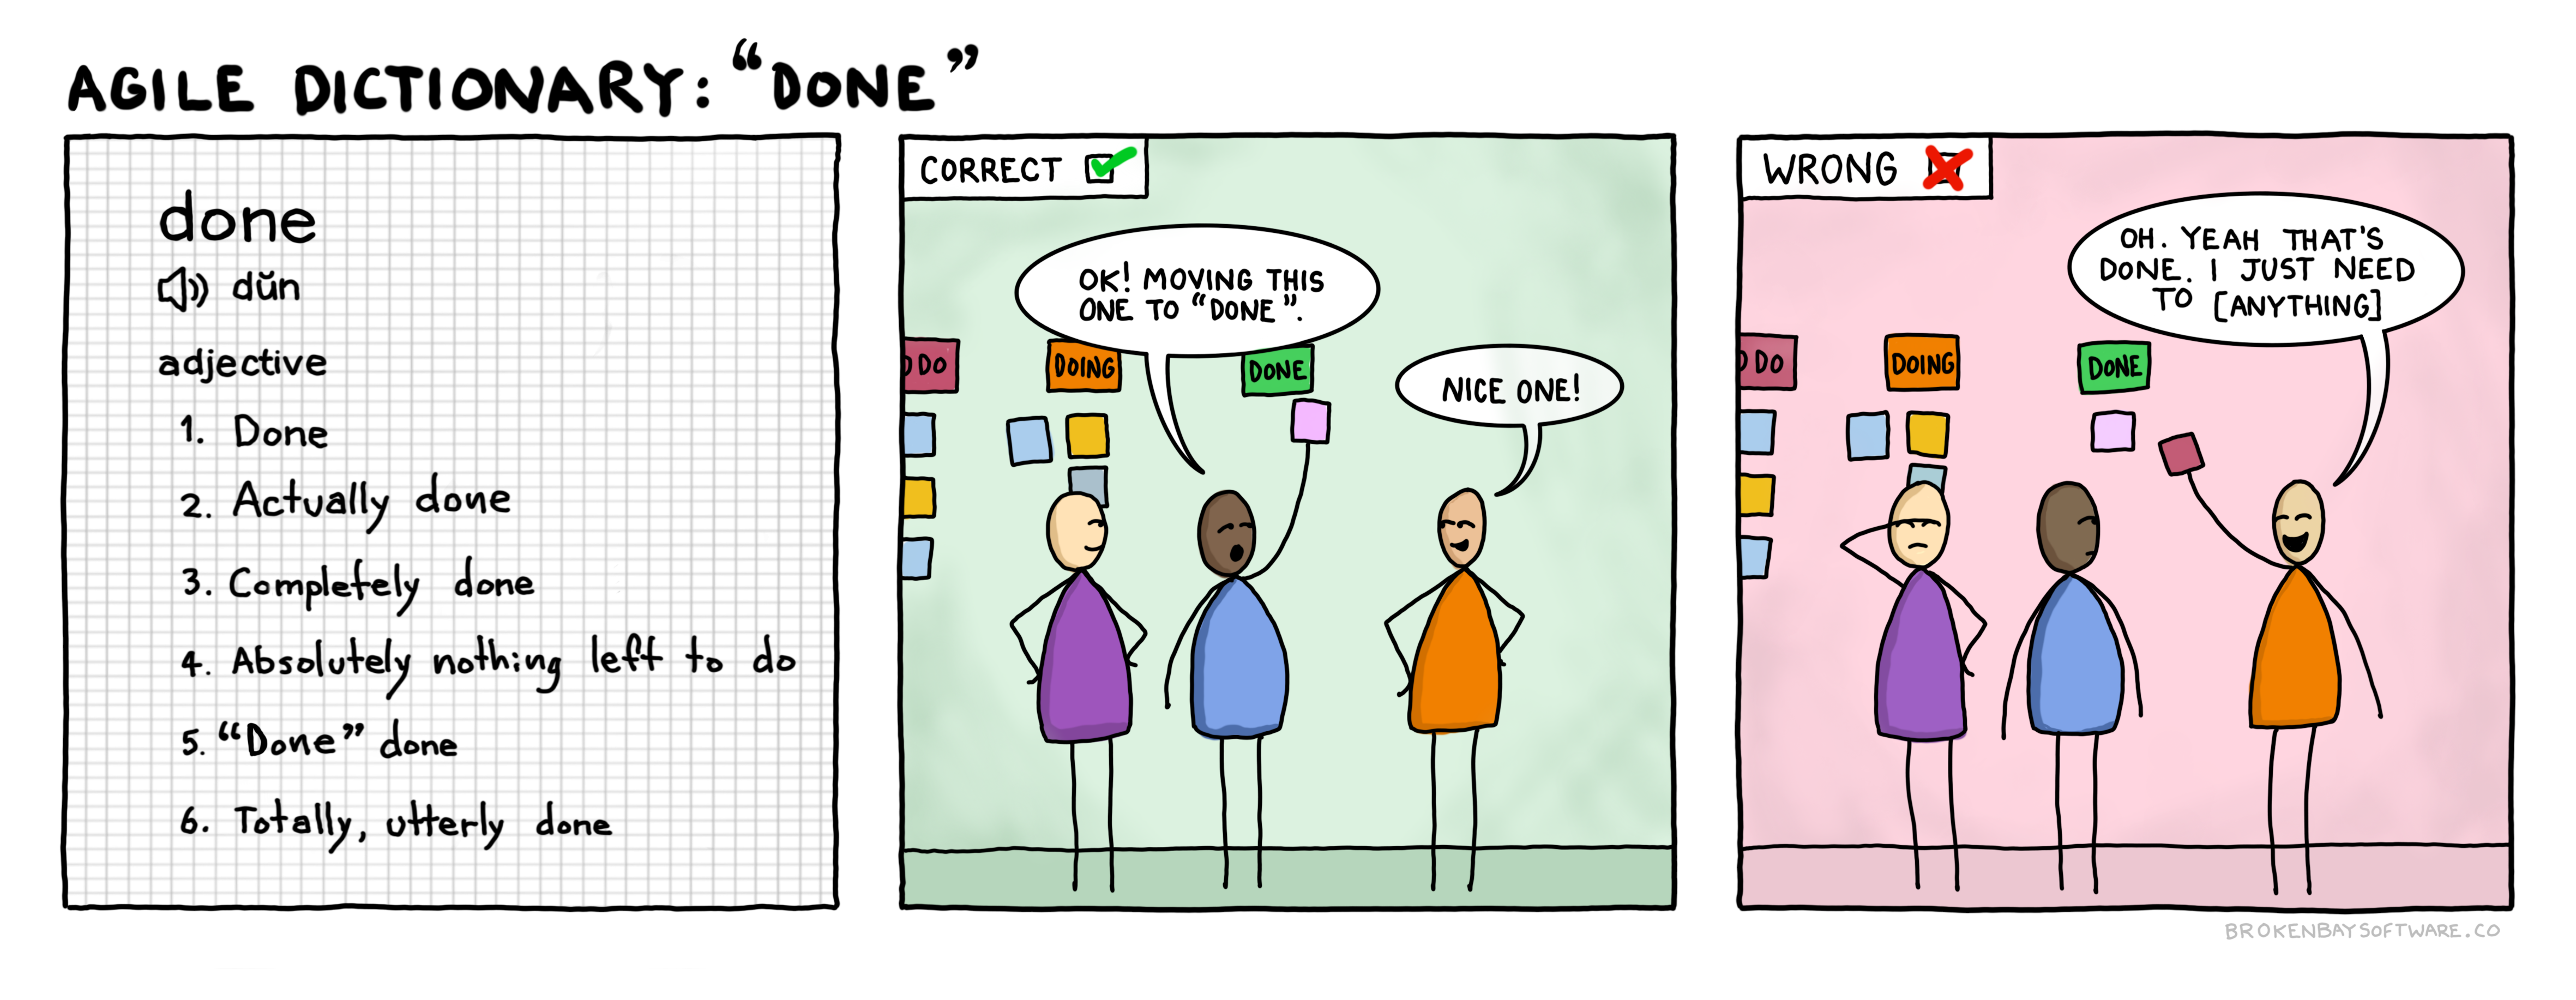 AGILE DICTIONARY: “DONE”
done
dŭn
adjective
1. Done
2. Actually done
3. Completely done
4. Absolutely nothing left to do
5. “Done” done
6. Totally, utterly done
CORRECT
OK! MOVING THIS
ONE TO “DONE”.
NICE ONE!
DO
DOING
DONE
WRONG
OH. YEAH THAT'S
DONE. I JUST NEED
TO [ANYTHING]
DO
DOING
DONE
BROKENBAYSOFTWARE.CO